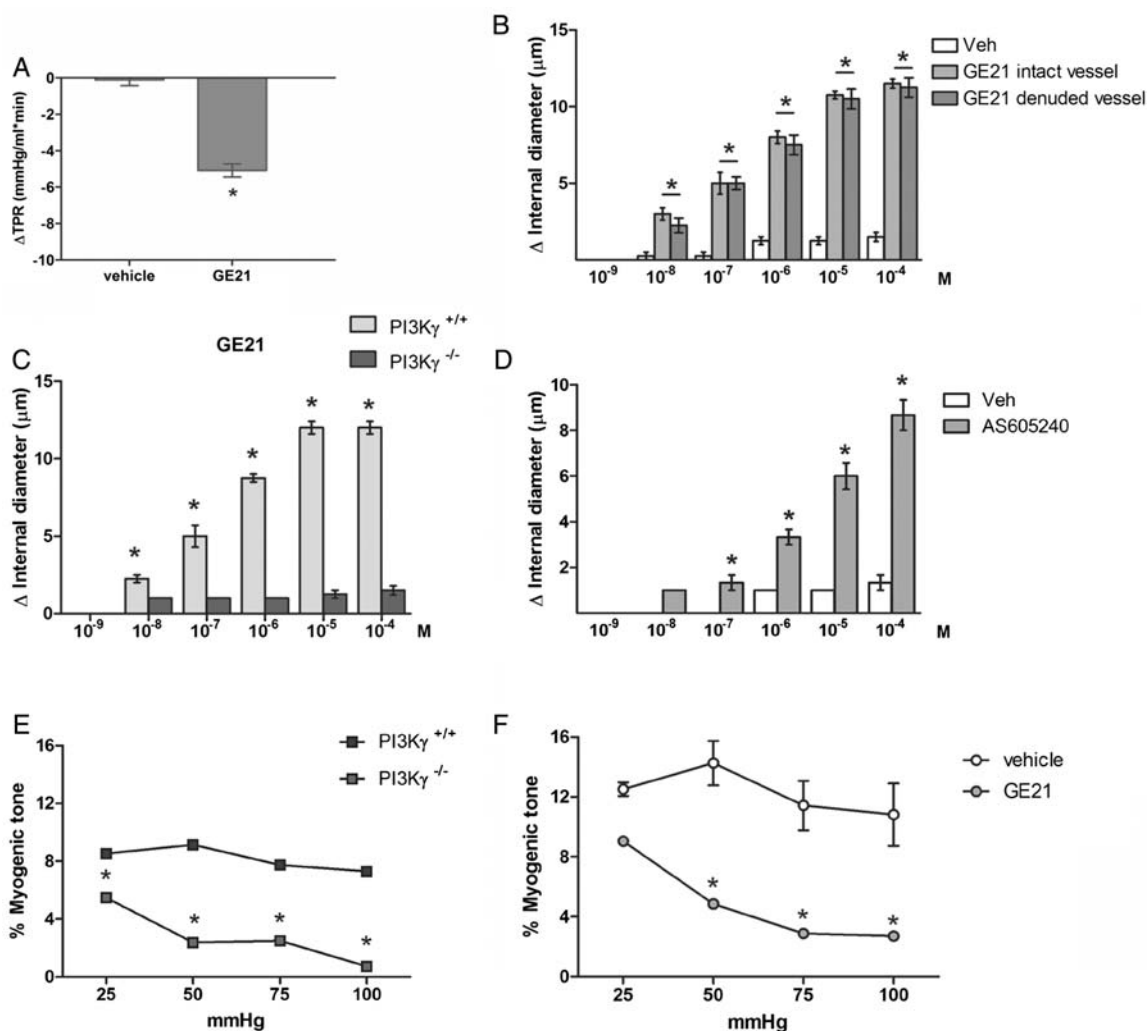 A
ΔTPR (mmHg/ml*min)
0
-2
-4
-6
-8
-10
*
vehicle GE21
B
Δ Internal diameter (μm)
15
10
5
* * * * *
10⁻⁹ 10⁻⁸ 10⁻⁷ 10⁻⁶ 10⁻⁵ 10⁻⁴ M
Veh
GE21 intact vessel
GE21 denuded vessel
C
GE21
PI3Kγ +/+
PI3Kγ -/-
Δ Internal diameter (μm)
15
10
5
0
* * * * *
10⁻⁹ 10⁻⁸ 10⁻⁷ 10⁻⁶ 10⁻⁵ 10⁻⁴ M
D
Δ Internal diameter (μm)
10
8
6
4
2
* * * *
10⁻⁹ 10⁻⁸ 10⁻⁷ 10⁻⁶ 10⁻⁵ 10⁻⁴ M
Veh
AS605240
E
% Myogenic tone
16
12
8
4
0
* * * *
25 50 75 100
mmHg
PI3Kγ +/+
PI3Kγ -/-
F
% Myogenic tone
16
12
8
4
0
* * *
25 50 75 100
mmHg
vehicle
GE21